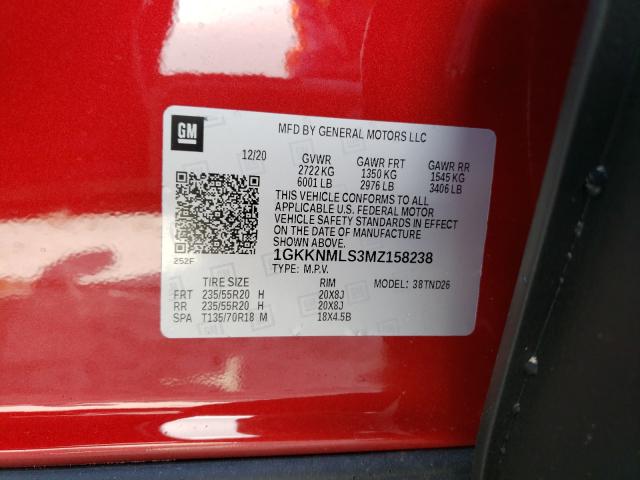 GM
MFD BY GENERAL MOTORS LLC
12/20 GVWR GAWR FRT GAWR RR
2722 KG 1350 KG 1545 KG
6001 LB 2976 LB 3406 LB
THIS VEHICLE CONFORMS TO ALL
APPLICABLE U.S. FEDERAL MOTOR
VEHICLE SAFETY STANDARDS IN EFFECT
ON THE DATE OF MANUFACTURE
SHOWN ABOVE.
252F 1GKKNMLS3MZ158238
TYPE: M.P.V.
TIRE SIZE RIM MODEL: 38TND26
FRT 235/55R20 H 20X8J
RR 235/55R20 H 20X8J
SPA T135/70R18 M 18X4.5B